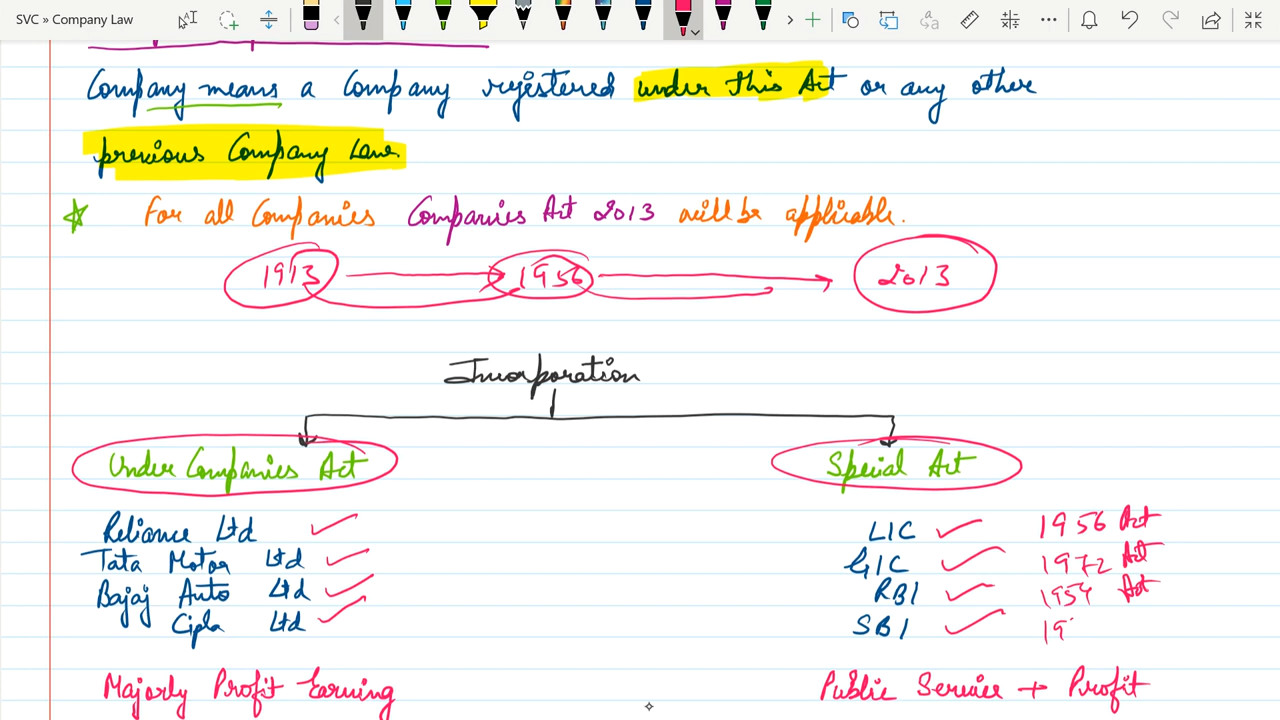 SVC » Company Law
Company means a Company registered under this Act or any other
previous Company Law.
For all Companies Companies Act 2013 will be applicable.
1913 1956 2013
Incorporation
Under Companies Act Special Act
Reliance Ltd LIC 1956 Act
Tata Motor Ltd GIC 1972 Act
Bajaj Auto Ltd RBI 1954 Act
Cipla Ltd SBI 19
Majorly Profit Earning Public Service + Profit